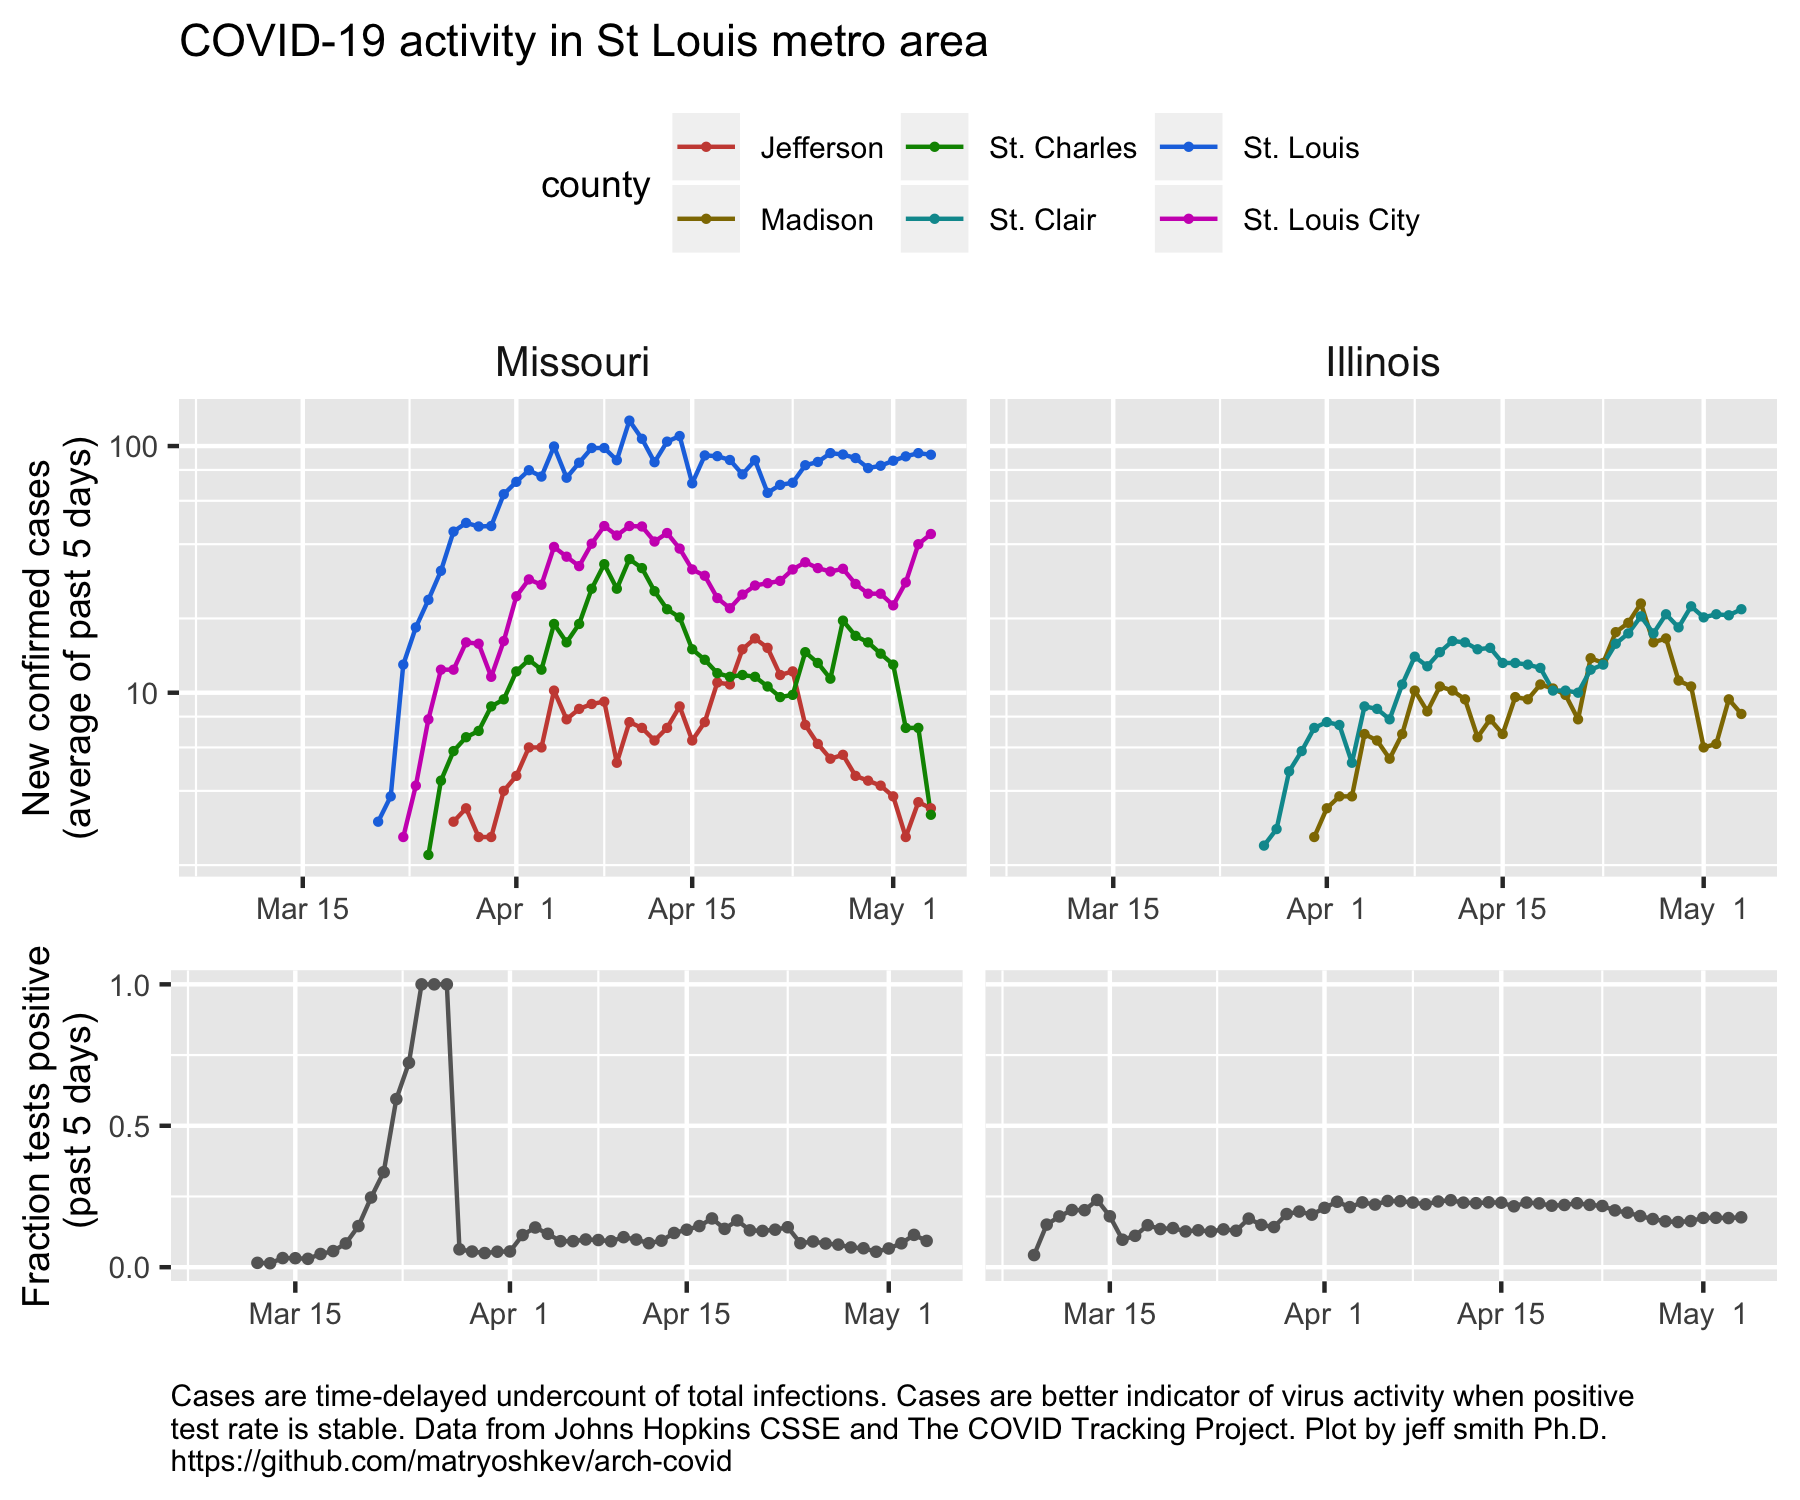 COVID-19 activity in St Louis metro area
county
Jefferson St. Charles St. Louis
Madison St. Clair St. Louis City
Missouri Illinois
New confirmed cases
(average of past 5 days)
100
10
Mar 15 Apr 1 Apr 15 May 1 Mar 15 Apr 1 Apr 15 May 1
Fraction tests positive
(past 5 days)
1.0
0.5
0.0
Mar 15 Apr 1 Apr 15 May 1 Mar 15 Apr 1 Apr 15 May 1
Cases are time-delayed undercount of total infections. Cases are better indicator of virus activity when positive
test rate is stable. Data from Johns Hopkins CSSE and The COVID Tracking Project. Plot by jeff smith Ph.D.
https://github.com/matryoshkev/arch-covid